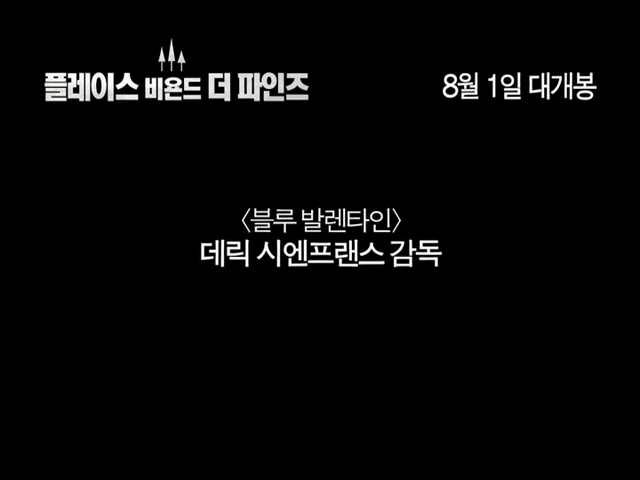 플레이스 비욘드 더 파인즈
8월 1일 대개봉
〈블루 발렌타인〉
데릭 시엔프랜스 감독